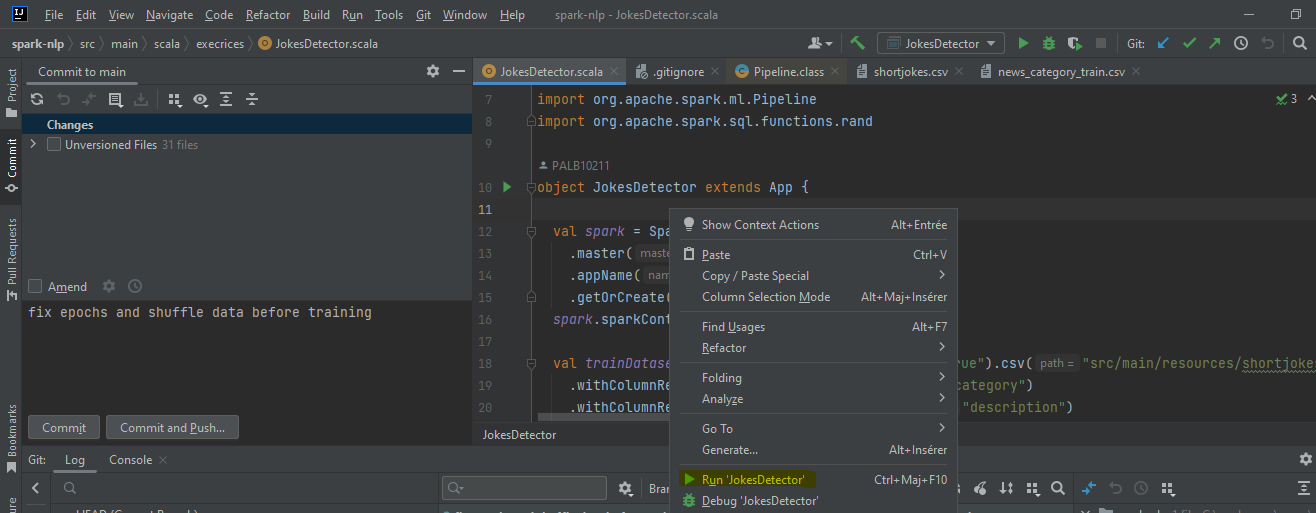 File Edit View Navigate Code Refactor Build Run Tools Git Window Help spark-nlp - JokesDetector.scala
spark-nlp src main scala execrices JokesDetector.scala JokesDetector Git:
Project
Commit
Pull Requests
Bookmarks
Commit to main
Changes
Unversioned Files 31 files
Amend
fix epochs and shuffle data before training
Commit Commit and Push...
JokesDetector.scala .gitignore Pipeline.class shortjokes.csv news_category_train.csv
7 import org.apache.spark.ml.Pipeline 3
8 import org.apache.spark.sql.functions.rand
9
PALB10211
10 object JokesDetector extends App {
11
12 val spark = Spa
13 .master( maste
14 .appName( nam
15 .getOrCreate(
16 spark.sparkCont
17
18 val trainDatase rue").csv( path = "src/main/resources/shortjokes
19 .withColumnRe category")
20 .withColumnRe "description")
JokesDetector
Show Context Actions Alt+Entrée
Paste Ctrl+V
Copy / Paste Special
Column Selection Mode Alt+Maj+Insérer
Find Usages Alt+F7
Refactor
Folding
Analyze
Go To
Generate... Alt+Insérer
Run 'JokesDetector' Ctrl+Maj+F10
Debug 'JokesDetector'
Git: Log Console
Bran